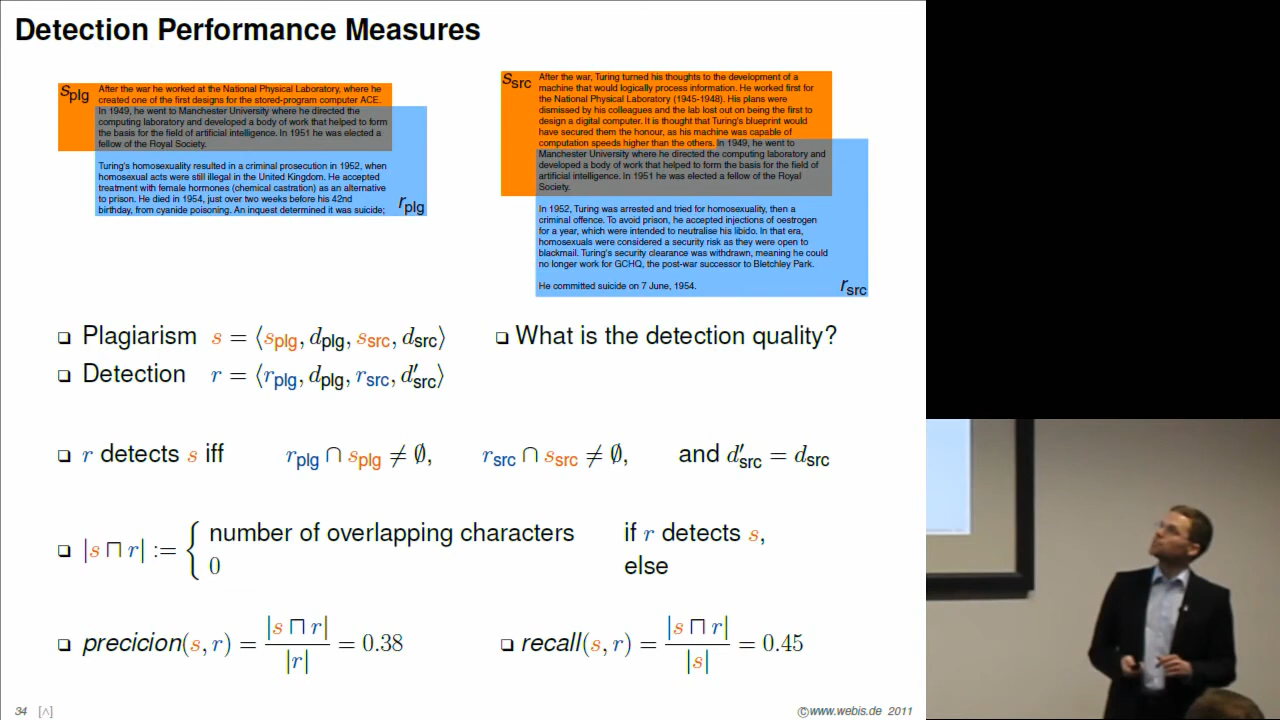 Detection Performance Measures
s_plg
After the war he worked at the National Physical Laboratory, where he
created one of the first designs for the stored-program computer ACE.
In 1949, he went to Manchester University where he directed the
computing laboratory and developed a body of work that helped to form
the basis for the field of artificial intelligence. In 1951 he was elected a
fellow of the Royal Society.
Turing's homosexuality resulted in a criminal prosecution in 1952, when
homosexual acts were still illegal in the United Kingdom. He accepted
treatment with female hormones (chemical castration) as an alternative
to prison. He died in 1954, just over two weeks before his 42nd
birthday, from cyanide poisoning. An inquest determined it was suicide;
r_plg
s_src
After the war, Turing turned his thoughts to the development of a
machine that would logically process information. He worked first for
the National Physical Laboratory (1945-1948). His plans were
dismissed by his colleagues and the lab lost out on being the first to
design a digital computer. It is thought that Turing's blueprint would
have secured them the honour, as his machine was capable of
computation speeds higher than the others. In 1949, he went to
Manchester University where he directed the computing laboratory and
developed a body of work that helped to form the basis for the field of
artificial intelligence. In 1951 he was elected a fellow of the Royal
Society.
In 1952, Turing was arrested and tried for homosexuality, then a
criminal offence. To avoid prison, he accepted injections of oestrogen
for a year, which were intended to neutralise his libido. In that era,
homosexuals were considered a security risk as they were open to
blackmail. Turing's security clearance was withdrawn, meaning he could
no longer work for GCHQ, the post-war successor to Bletchley Park.
He committed suicide on 7 June, 1954.
r_src
❏ Plagiarism s = ⟨s_plg, d_plg, s_src, d_src⟩
❏ What is the detection quality?
❏ Detection r = ⟨r_plg, d_plg, r_src, d′_src⟩
❏ r detects s iff r_plg ∩ s_plg ≠ ∅, r_src ∩ s_src ≠ ∅, and d′_src = d_src
❏ |s ⊓ r| := { number of overlapping characters if r detects s,
0 else
❏ precicion(s, r) = |s ⊓ r| / |r| = 0.38
❏ recall(s, r) = |s ⊓ r| / |s| = 0.45
34 [∧]
©www.webis.de 2011